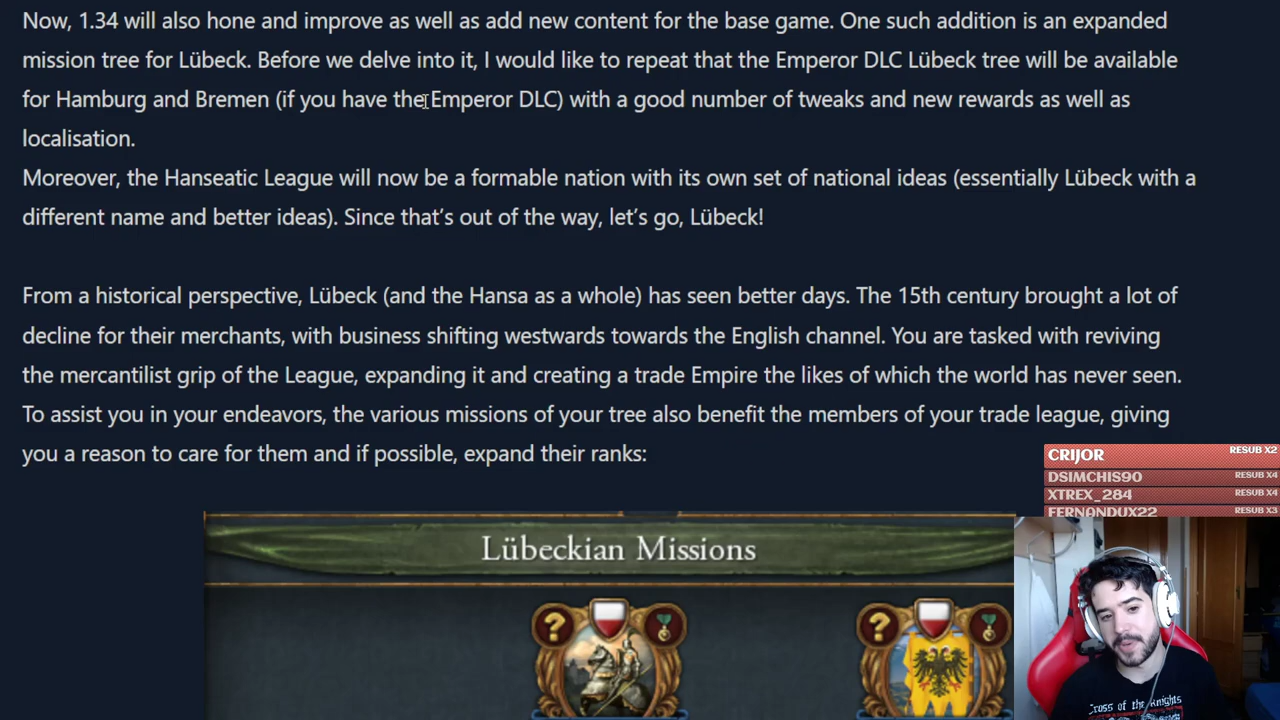 Now, 1.34 will also hone and improve as well as add new content for the base game. One such addition is an expanded
mission tree for Lübeck. Before we delve into it, I would like to repeat that the Emperor DLC Lübeck tree will be available
for Hamburg and Bremen (if you have the Emperor DLC) with a good number of tweaks and new rewards as well as
localisation.
Moreover, the Hanseatic League will now be a formable nation with its own set of national ideas (essentially Lübeck with a
different name and better ideas). Since that's out of the way, let's go, Lübeck!
From a historical perspective, Lübeck (and the Hansa as a whole) has seen better days. The 15th century brought a lot of
decline for their merchants, with business shifting westwards towards the English channel. You are tasked with reviving
the mercantilist grip of the League, expanding it and creating a trade Empire the likes of which the world has never seen.
To assist you in your endeavors, the various missions of your tree also benefit the members of your trade league, giving
you a reason to care for them and if possible, expand their ranks:
CRIJOR RESUB X2
DSIMCHIS90 RESUB X4
XTREX_284 RESUB X4
FERNANDUX22 RESUB X3
Lübeckian Missions
? ?
Cross of the Knights